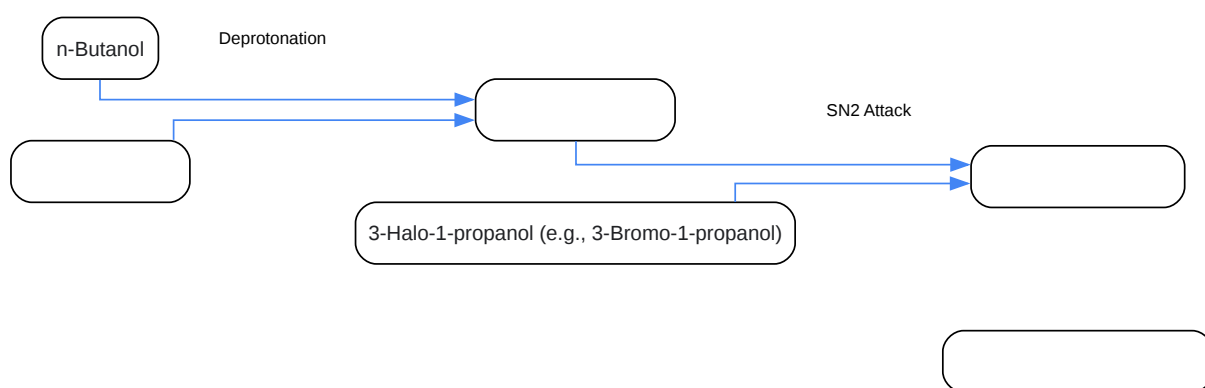 n-Butanol
Deprotonation
SN2 Attack
3-Halo-1-propanol (e.g., 3-Bromo-1-propanol)